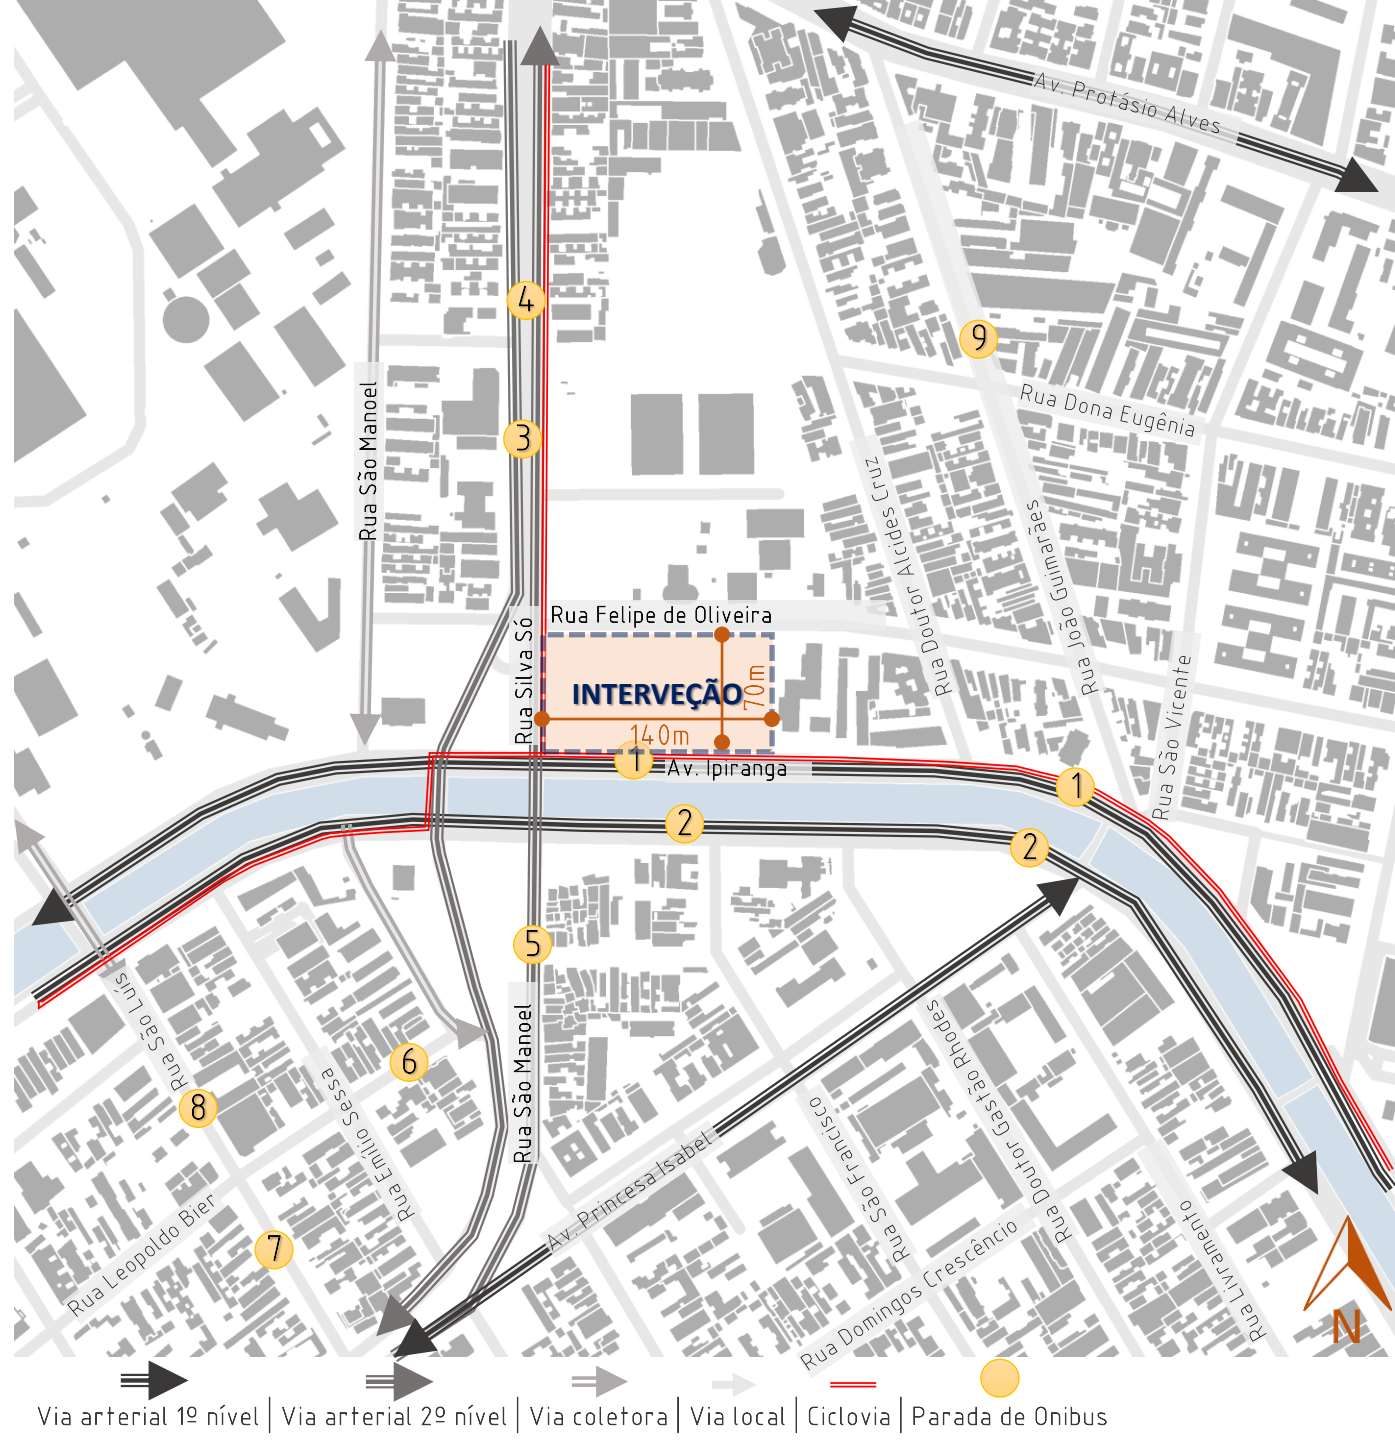 Av. Protásio Alves
4
9
3
Rua São Manoel
Rua Dona Eugênia
Rua Doutor Alcides Cruz
Rua João Guimarães
Rua Felipe de Oliveira
Rua Silva Só
INTERVEÇÃO
70m
140m
Rua São Vicente
1
Av. Ipiranga
1
2
2
5
Rua São Luís
Rua São Manoel
6
8
Rua Emílio Sessa
Rua Doutor Gastão Rhodes
Rua São Francisco
Av. Princesa Isabel
Rua Leopoldo Bier
7
Rua Domingos Crescêncio
Rua Livramento
N
Via arterial 1º nível
Via arterial 2º nível
Via coletora
Via local
Ciclovia
Parada de Onibus